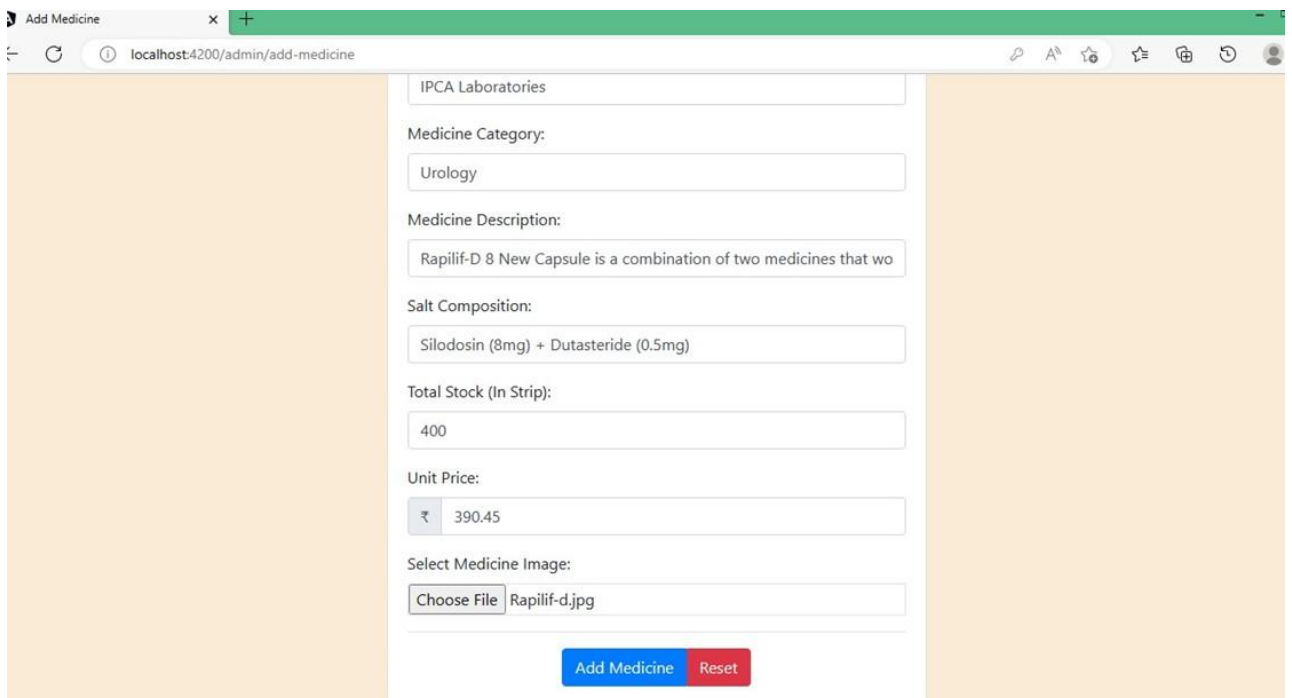 Add Medicine
localhost:4200/admin/add-medicine
IPCA Laboratories
Medicine Category:
Urology
Medicine Description:
Rapilif-D 8 New Capsule is a combination of two medicines that wo
Salt Composition:
Silodosin (8mg) + Dutasteride (0.5mg)
Total Stock (In Strip):
400
Unit Price:
₹ 390.45
Select Medicine Image:
Choose File Rapilif-d.jpg
Add Medicine Reset